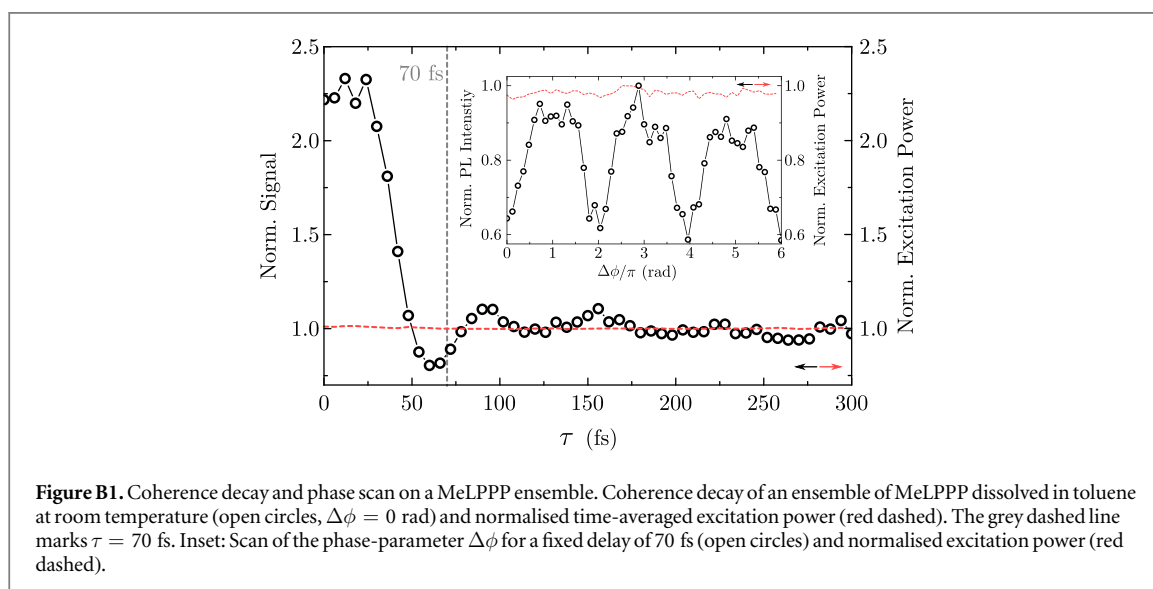 2.5
2.0
1.5
1.0
Norm. Signal
70 fs
1.0
0.8
0.6
Norm. PL Intenstiy
1.0
0.8
0.6
Norm. Excitation Power
0 1 2 3 4 5 6
Δϕ/π (rad)
2.5
2.0
1.5
1.0
Norm. Excitation Power
0 50 100 150 200 250 300
τ (fs)
Figure B1. Coherence decay and phase scan on a MeLPPP ensemble. Coherence decay of an ensemble of MeLPPP dissolved in toluene
at room temperature (open circles, Δϕ = 0 rad) and normalised time-averaged excitation power (red dashed). The grey dashed line
marks τ = 70 fs. Inset: Scan of the phase-parameter Δϕ for a fixed delay of 70 fs (open circles) and normalised excitation power (red
dashed).